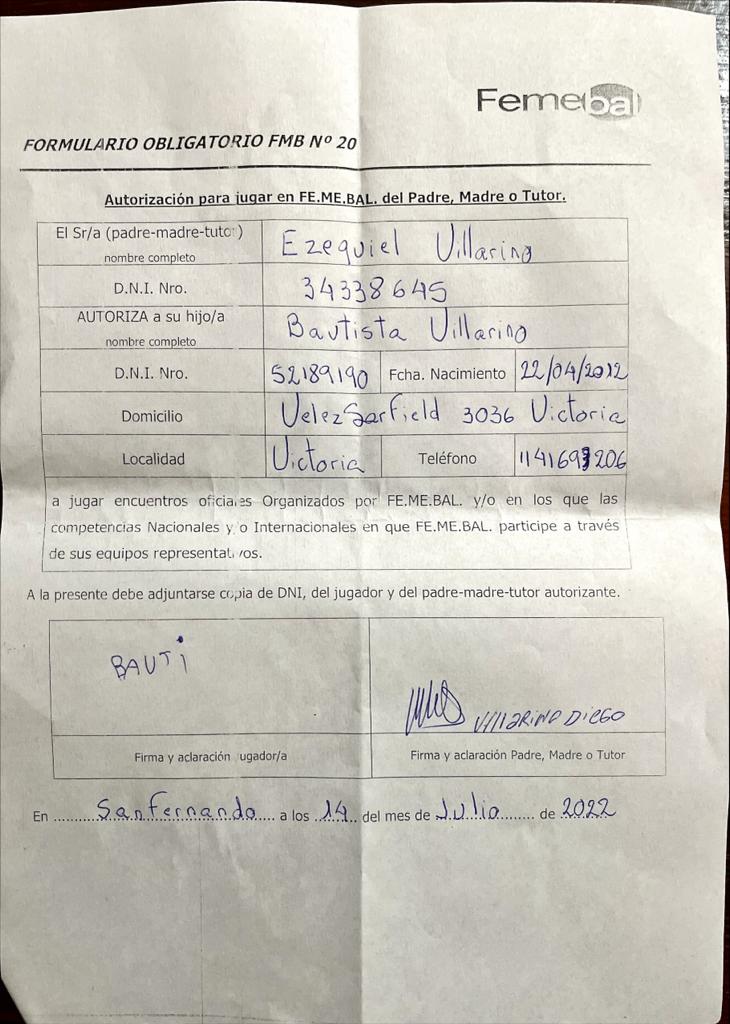 Femebal
FORMULARIO OBLIGATORIO FMB Nº 20
Autorización para jugar en FE.ME.BAL. del Padre, Madre o Tutor.
El Sr/a (padre-madre-tutor) nombre completo Ezequiel Villarino
D.N.I. Nro. 34338645
AUTORIZA a su hijo/a nombre completo Bautista Villarino
D.N.I. Nro. 52189190 Fcha. Nacimiento 22/04/2012
Domicilio Velez Sarfield 3036 Victoria
Localidad Victoria Teléfono
a jugar encuentros oficiales Organizados por FE.ME.BAL. y/o en los que las
competencias Nacionales y/o Internacionales en que FE.ME.BAL. participe a través
de sus equipos representativos.
A la presente debe adjuntarse copia de DNI, del jugador y del padre-madre-tutor autorizante.
BAUTi
VILLARINO DIEGO
Firma y aclaración jugador/a Firma y aclaración Padre, Madre o Tutor
En San Fernando a los 14 del mes de Julio de 2022